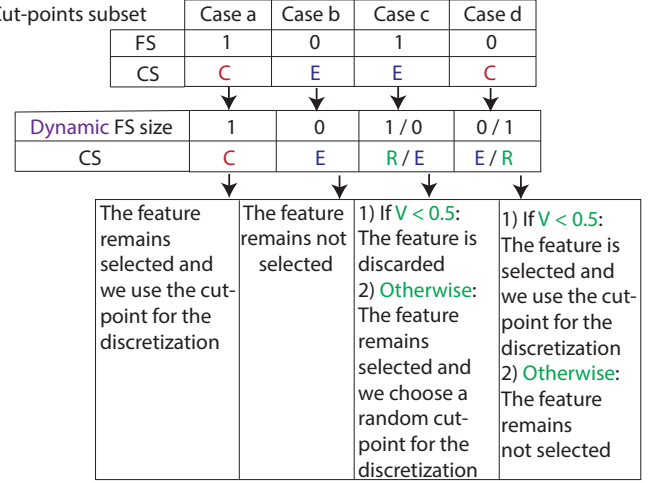 Cut-points subset Case a Case b Case c Case d
FS 1 0 1 0
CS C E E C
Dynamic FS size 1 0 1 / 0 0 / 1
CS C E R / E E / R
The feature
remains
selected and
we use the cut-
point for the
discretization
The feature
remains not
selected
1) If V < 0.5:
The feature is
discarded
2) Otherwise:
The feature
remains
selected and
we choose a
random cut-
point for the
discretization
1) If V < 0.5:
The feature is
selected and
we use the cut-
point for the
discretization
2) Otherwise:
The feature
remains
not selected